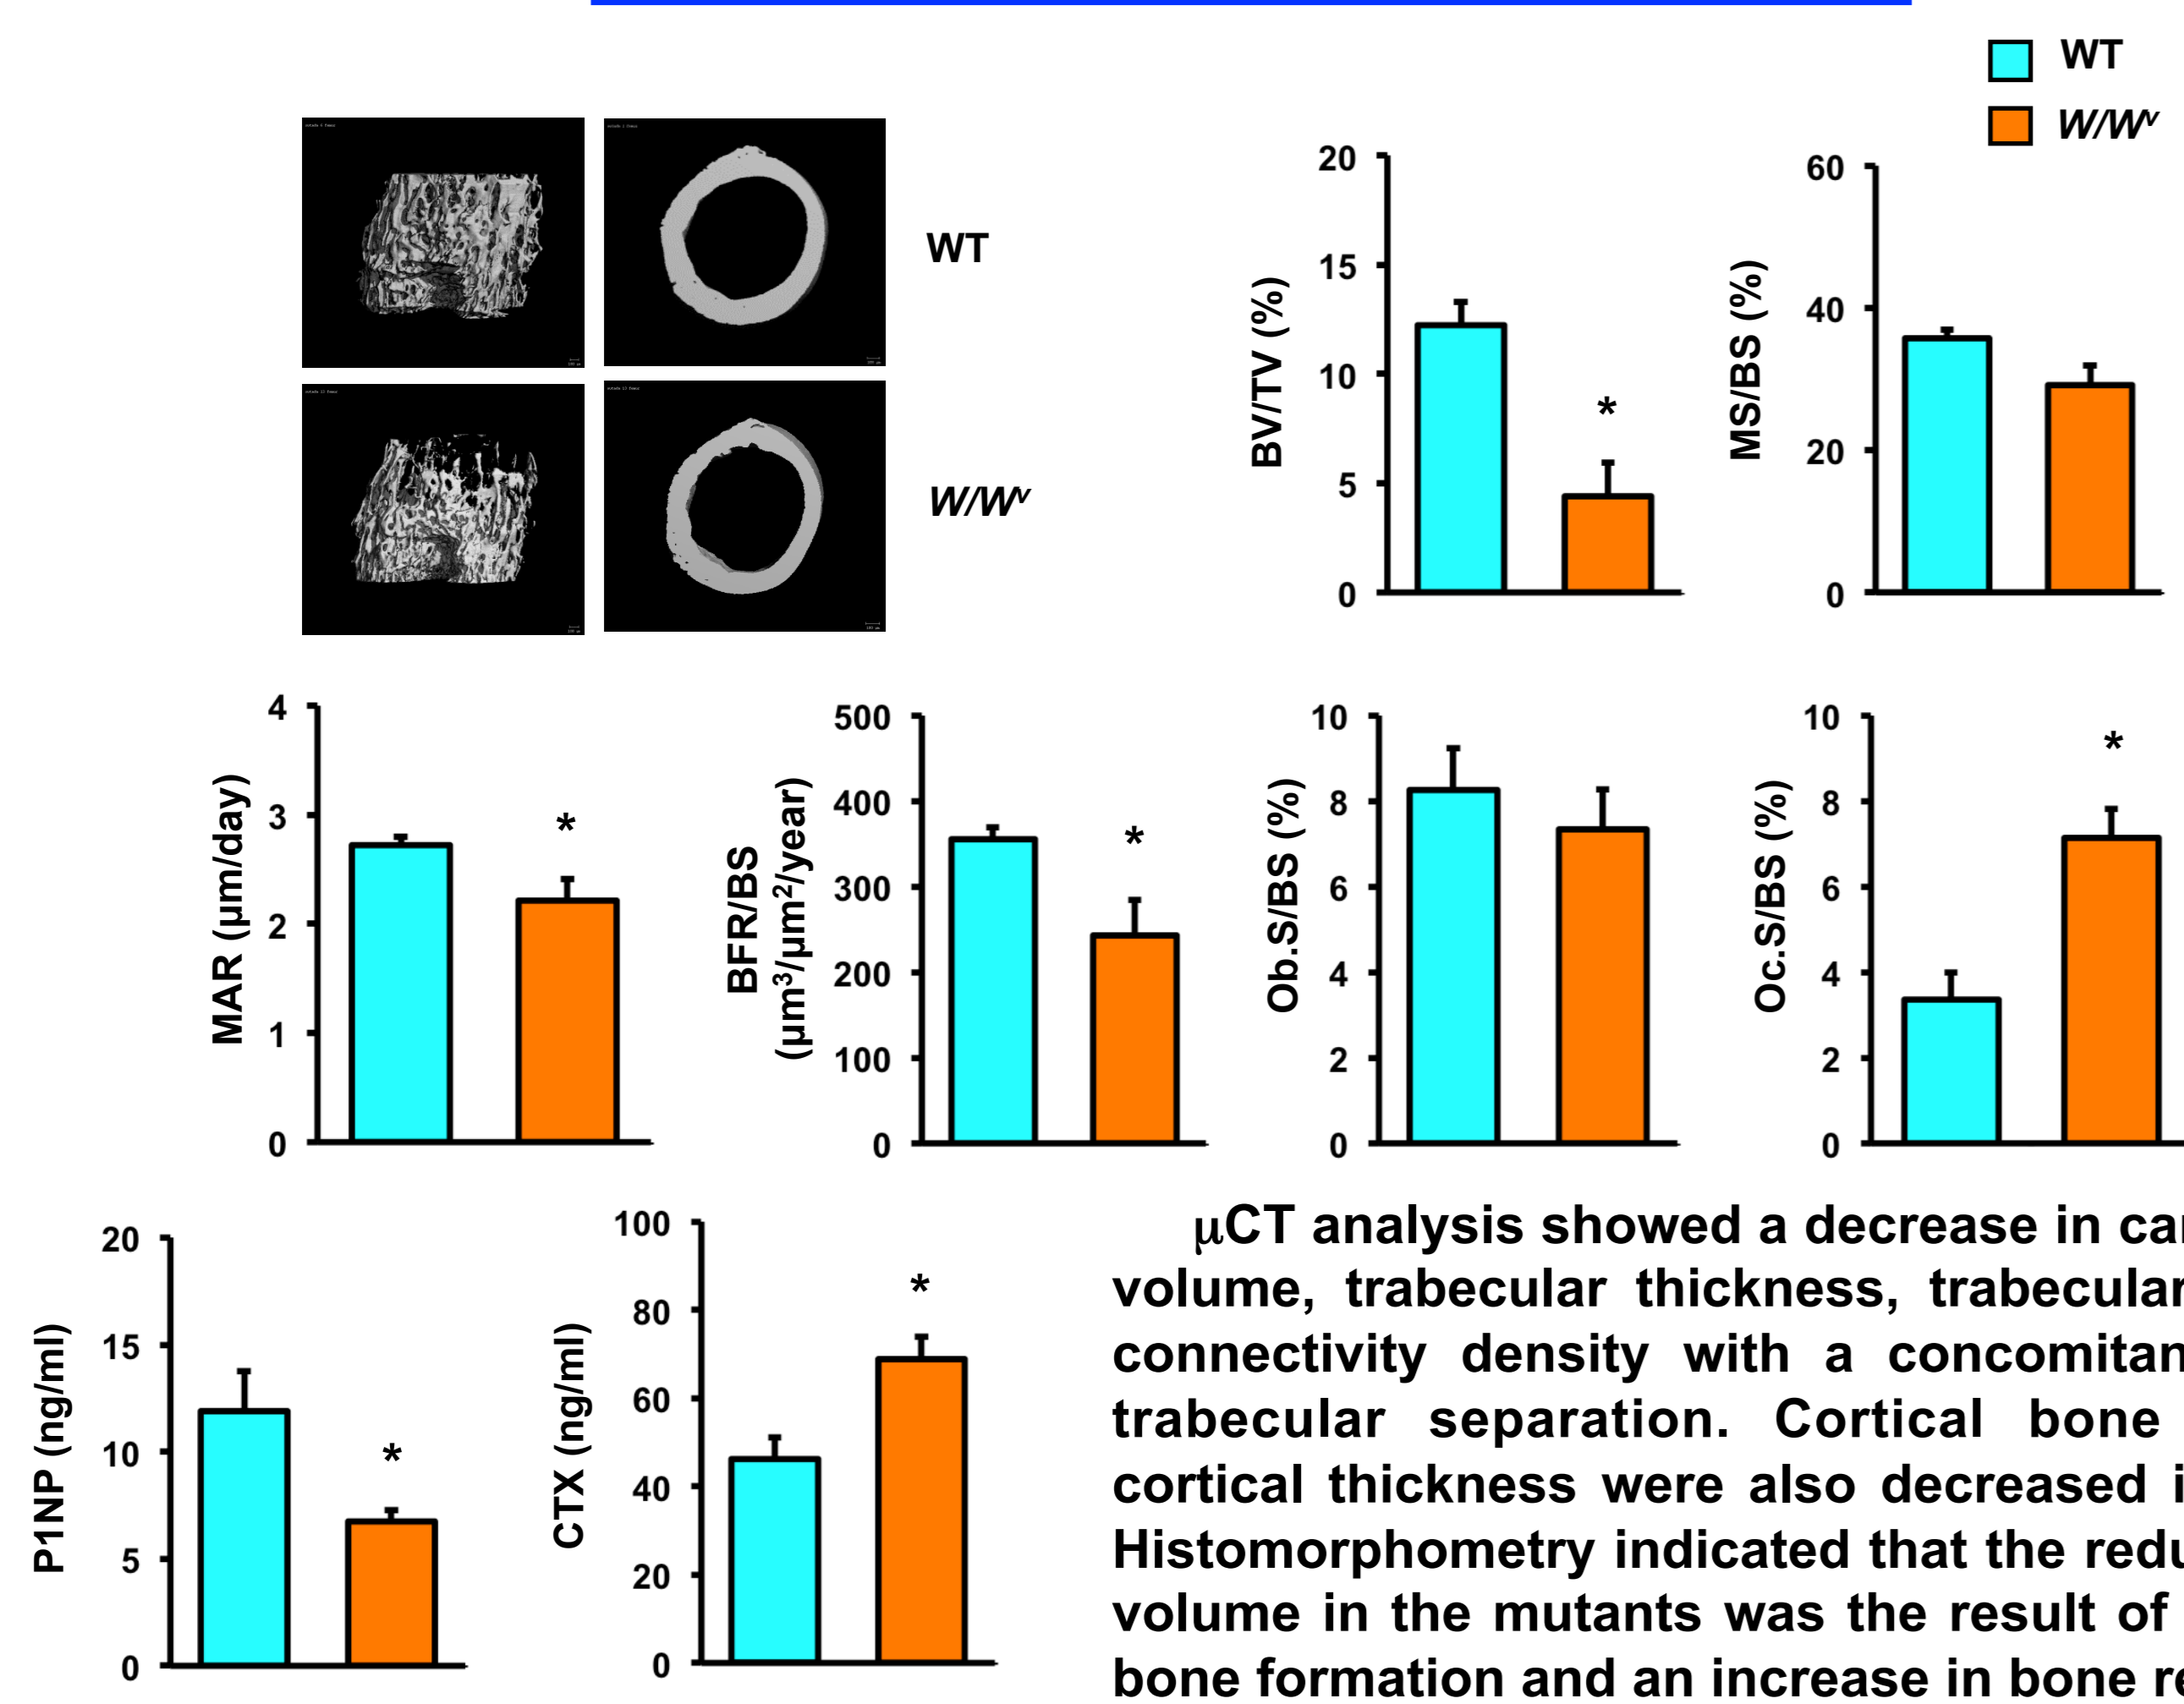 WT
W/Wv
WT
W/Wv
BV/TV (%)
20
15
10
5
0
*
MS/BS (%)
60
40
20
0
MAR (µm/day)
4
3
2
1
0
*
BFR/BS
(µm³/µm²/year)
500
400
300
200
100
0
*
Ob.S/BS (%)
10
8
6
4
2
0
Oc.S/BS (%)
10
8
6
4
2
0
*
P1NP (ng/ml)
20
15
10
5
0
*
CTX (ng/ml)
100
80
60
40
20
0
*
µCT analysis showed a decrease in
volume, trabecular thickness, trabecular
connectivity density with a
trabecular separation. Cortical bone
cortical thickness were also decreased
Histomorphometry indicated that the
volume in the mutants was the result of
bone formation and an increase in bone